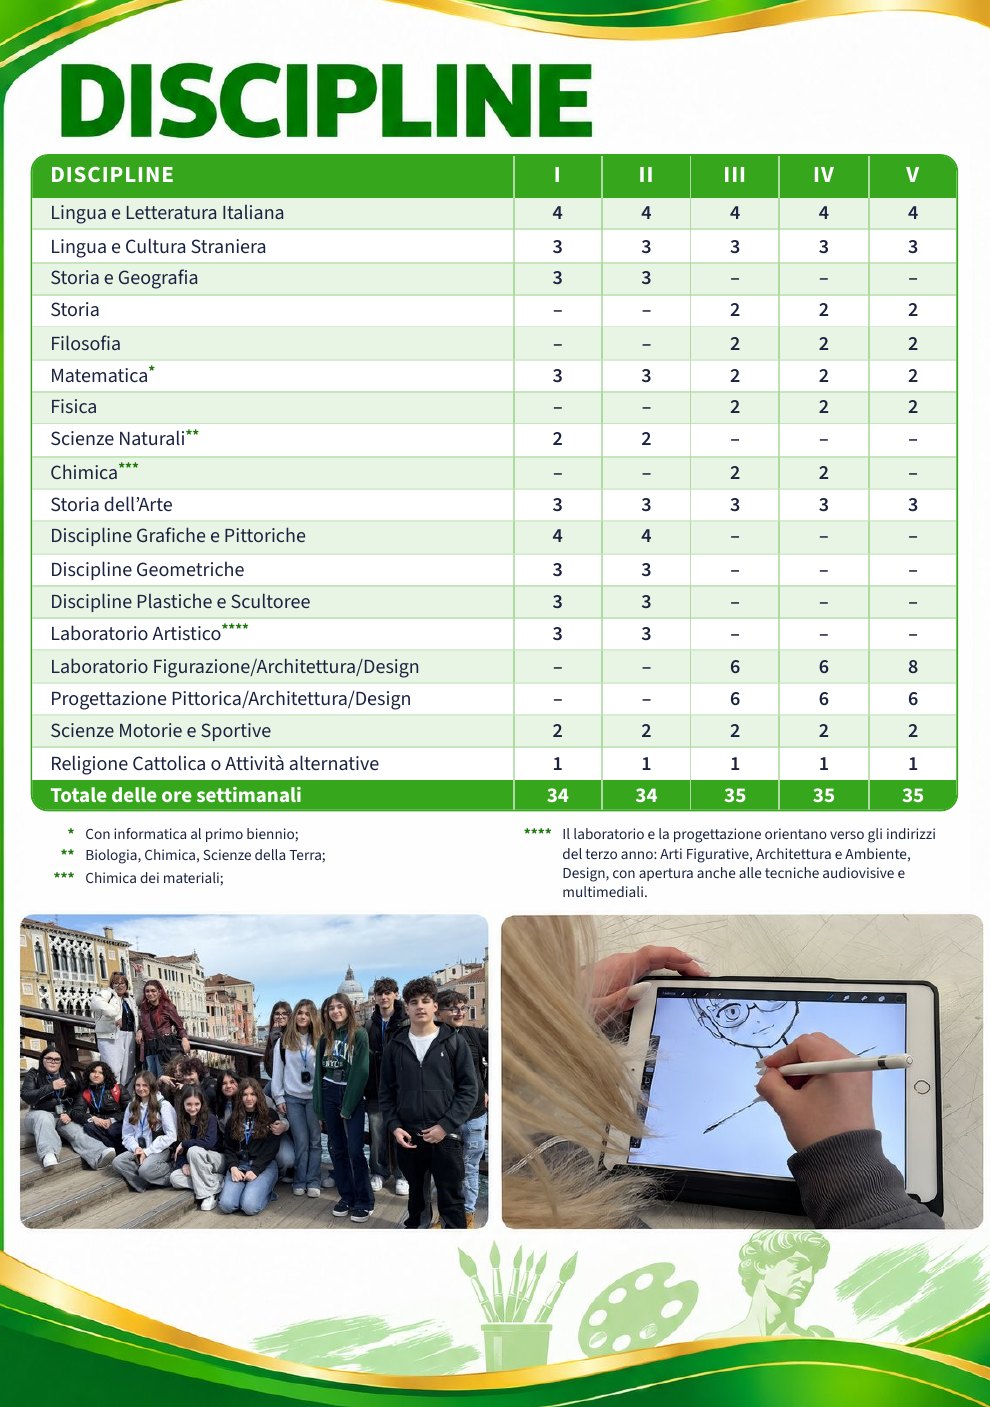 DISCIPLINE
DISCIPLINE I II III IV V
Lingua e Letteratura Italiana 4 4 4 4 4
Lingua e Cultura Straniera 3 3 3 3 3
Storia e Geografia 3 3 – – –
Storia – – 2 2 2
Filosofia – – 2 2 2
Matematica* 3 3 2 2 2
Fisica – – 2 2 2
Scienze Naturali** 2 2 – – –
Chimica*** – – 2 2 –
Storia dell’Arte 3 3 3 3 3
Discipline Grafiche e Pittoriche 4 4 – – –
Discipline Geometriche 3 3 – – –
Discipline Plastiche e Scultoree 3 3 – – –
Laboratorio Artistico**** 3 3 – – –
Laboratorio Figurazione/Architettura/Design – – 6 6 8
Progettazione Pittorica/Architettura/Design – – 6 6 6
Scienze Motorie e Sportive 2 2 2 2 2
Religione Cattolica o Attività alternative 1 1 1 1 1
Totale delle ore settimanali 34 34 35 35 35
* Con informatica al primo biennio;
** Biologia, Chimica, Scienze della Terra;
*** Chimica dei materiali;
**** Il laboratorio e la progettazione orientano verso gli indirizzi
del terzo anno: Arti Figurative, Architettura e Ambiente,
Design, con apertura anche alle tecniche audiovisive e
multimediali.